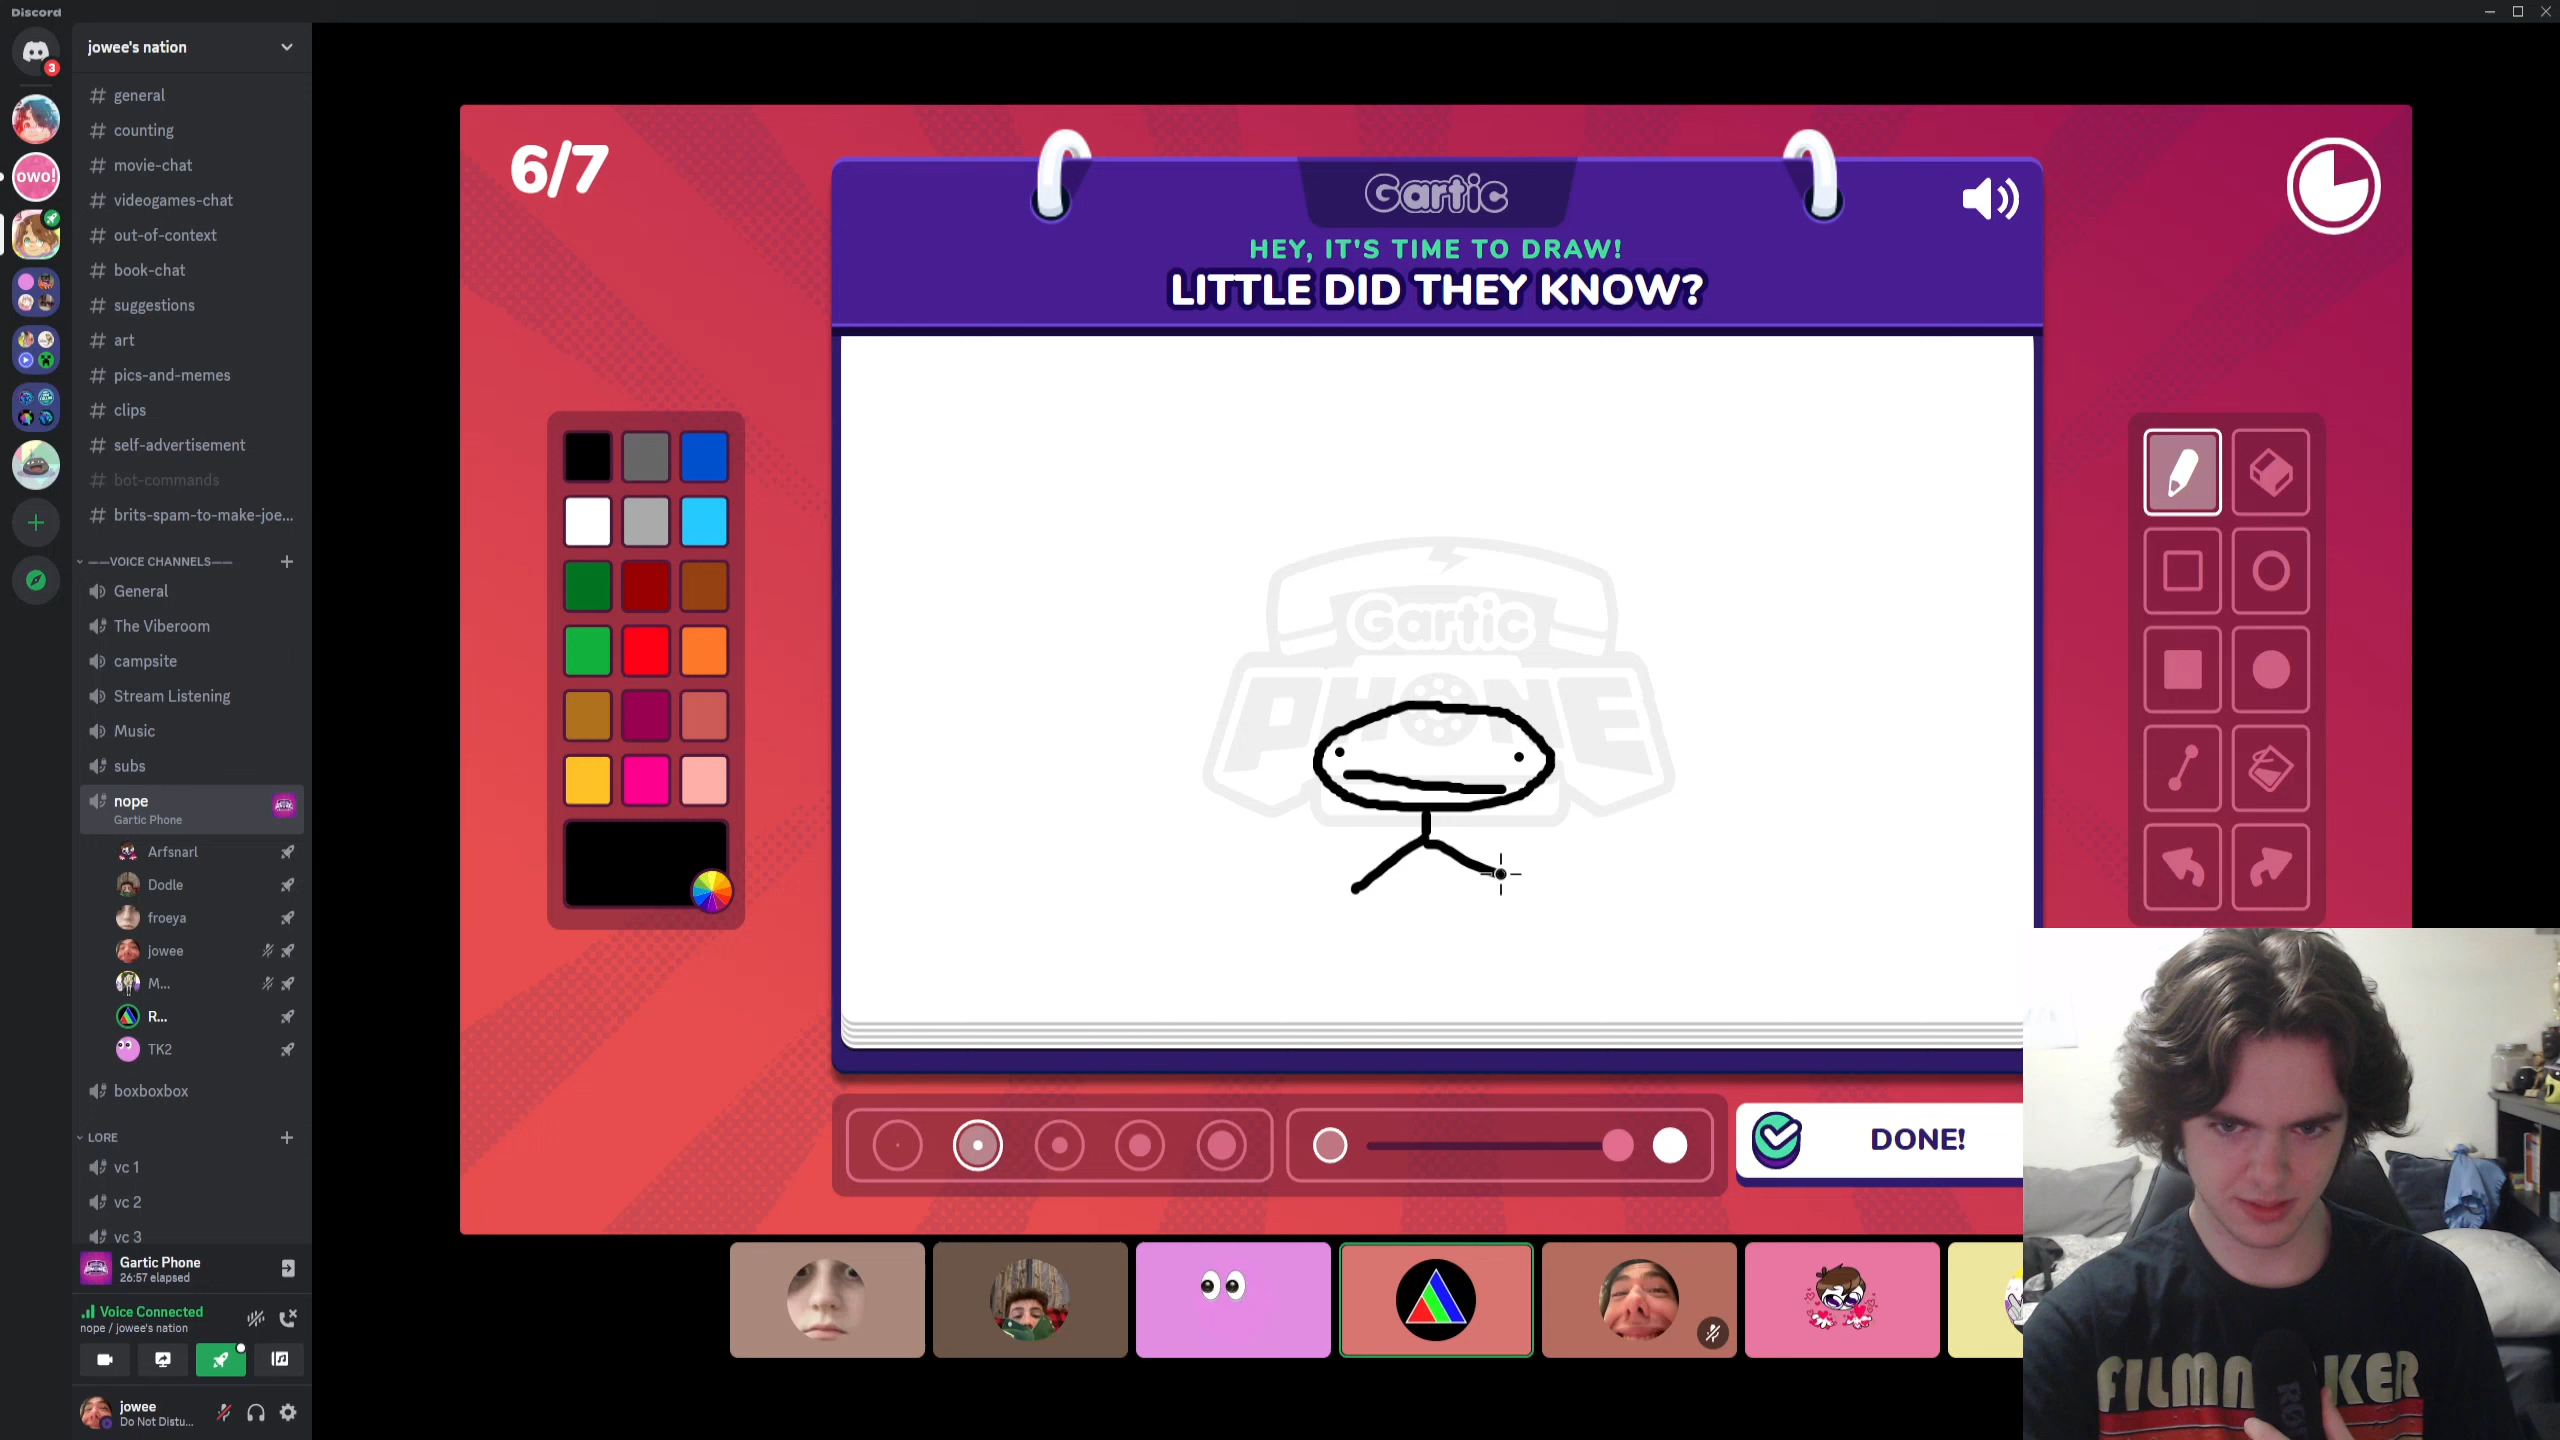 Discord
jowee's nation
3
general
counting
movie-chat
videogames-chat
out-of-context
book-chat
suggestions
art
pics-and-memes
clips
self-advertisement
bot-commands
brits-spam-to-make-joe...
——VOICE CHANNELS——
General
The Viberoom
campsite
Stream Listening
Music
subs
nope
Gartic Phone
Arfsnarl
Dodle
froeya
jowee
M...
R...
TK2
boxboxbox
LORE
vc 1
vc 2
vc 3
Gartic Phone
26:57 elapsed
Voice Connected
nope / jowee's nation
jowee
Do Not Distu...
owo!
6/7
Gartic
HEY, IT'S TIME TO DRAW!
LITTLE DID THEY KNOW?
Gartic
PHONE
DONE!
FILMM KER